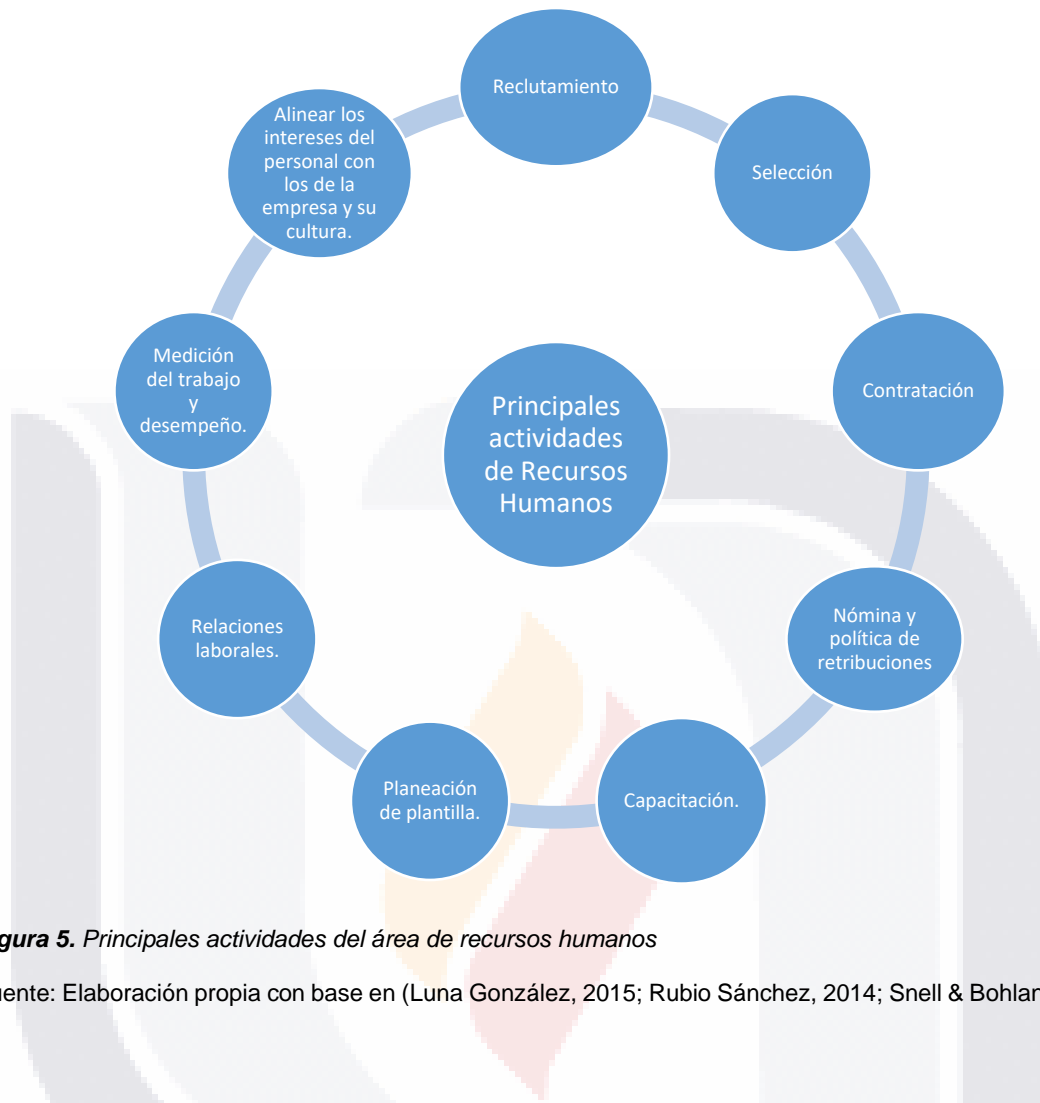 Reclutamiento
Selección
Contratación
Nómina y
política de
retribuciones
Capacitación.
Planeación
de plantilla.
Relaciones
laborales.
Medición
del trabajo
y
desempeño.
Alinear los
intereses del
personal con
los de la
empresa y su
cultura.
Principales
actividades
de Recursos
Humanos
gura 5. Principales actividades del área de recursos humanos
uente: Elaboración propia con base en (Luna González, 2015; Rubio Sánchez, 2014; Snell & Bohlan